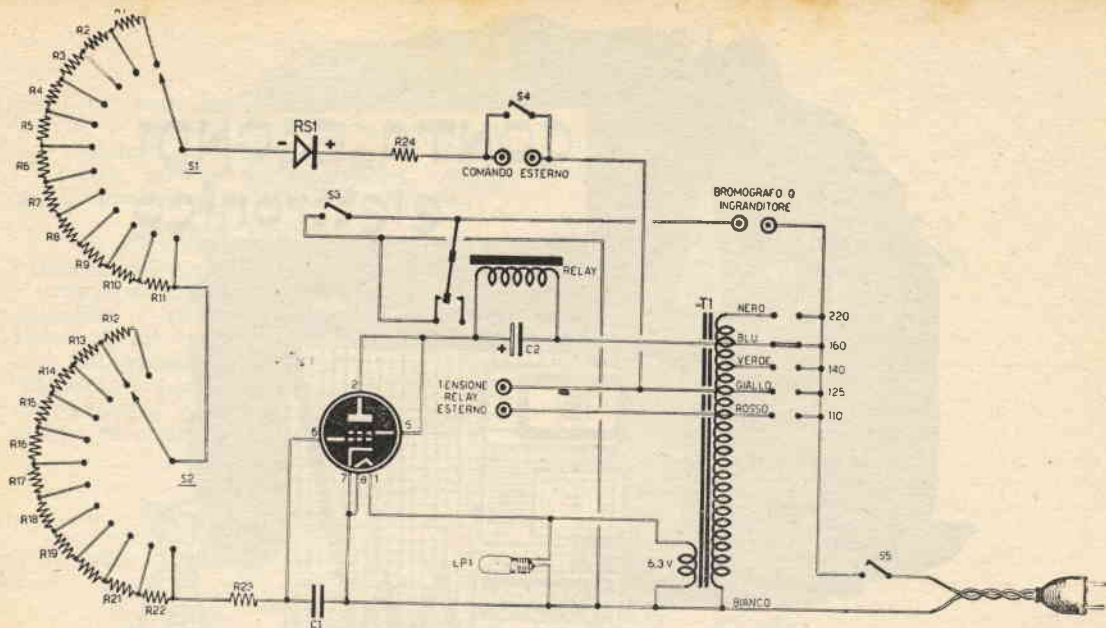 R1
R2
R3
R4
R5
R6
R7
R8
R9
R10
R11
S1
- RS1 +
R24
S4
COMANDO ESTERNO
S3
BROMOGRAFO O
INGRANDITORE
RELAY
+ C2
T1
NERO 220
BLU 160
VERDE 140
GIALLO 125
ROSSO 110
TENSIONE
RELAY
ESTERNO
2
6
5
7 8 1
R12
R13
R14
R15
R16
R17
R18
R19
R21
R22
S2
R23
C1
LP1
6.3 V
BIANCO
S5